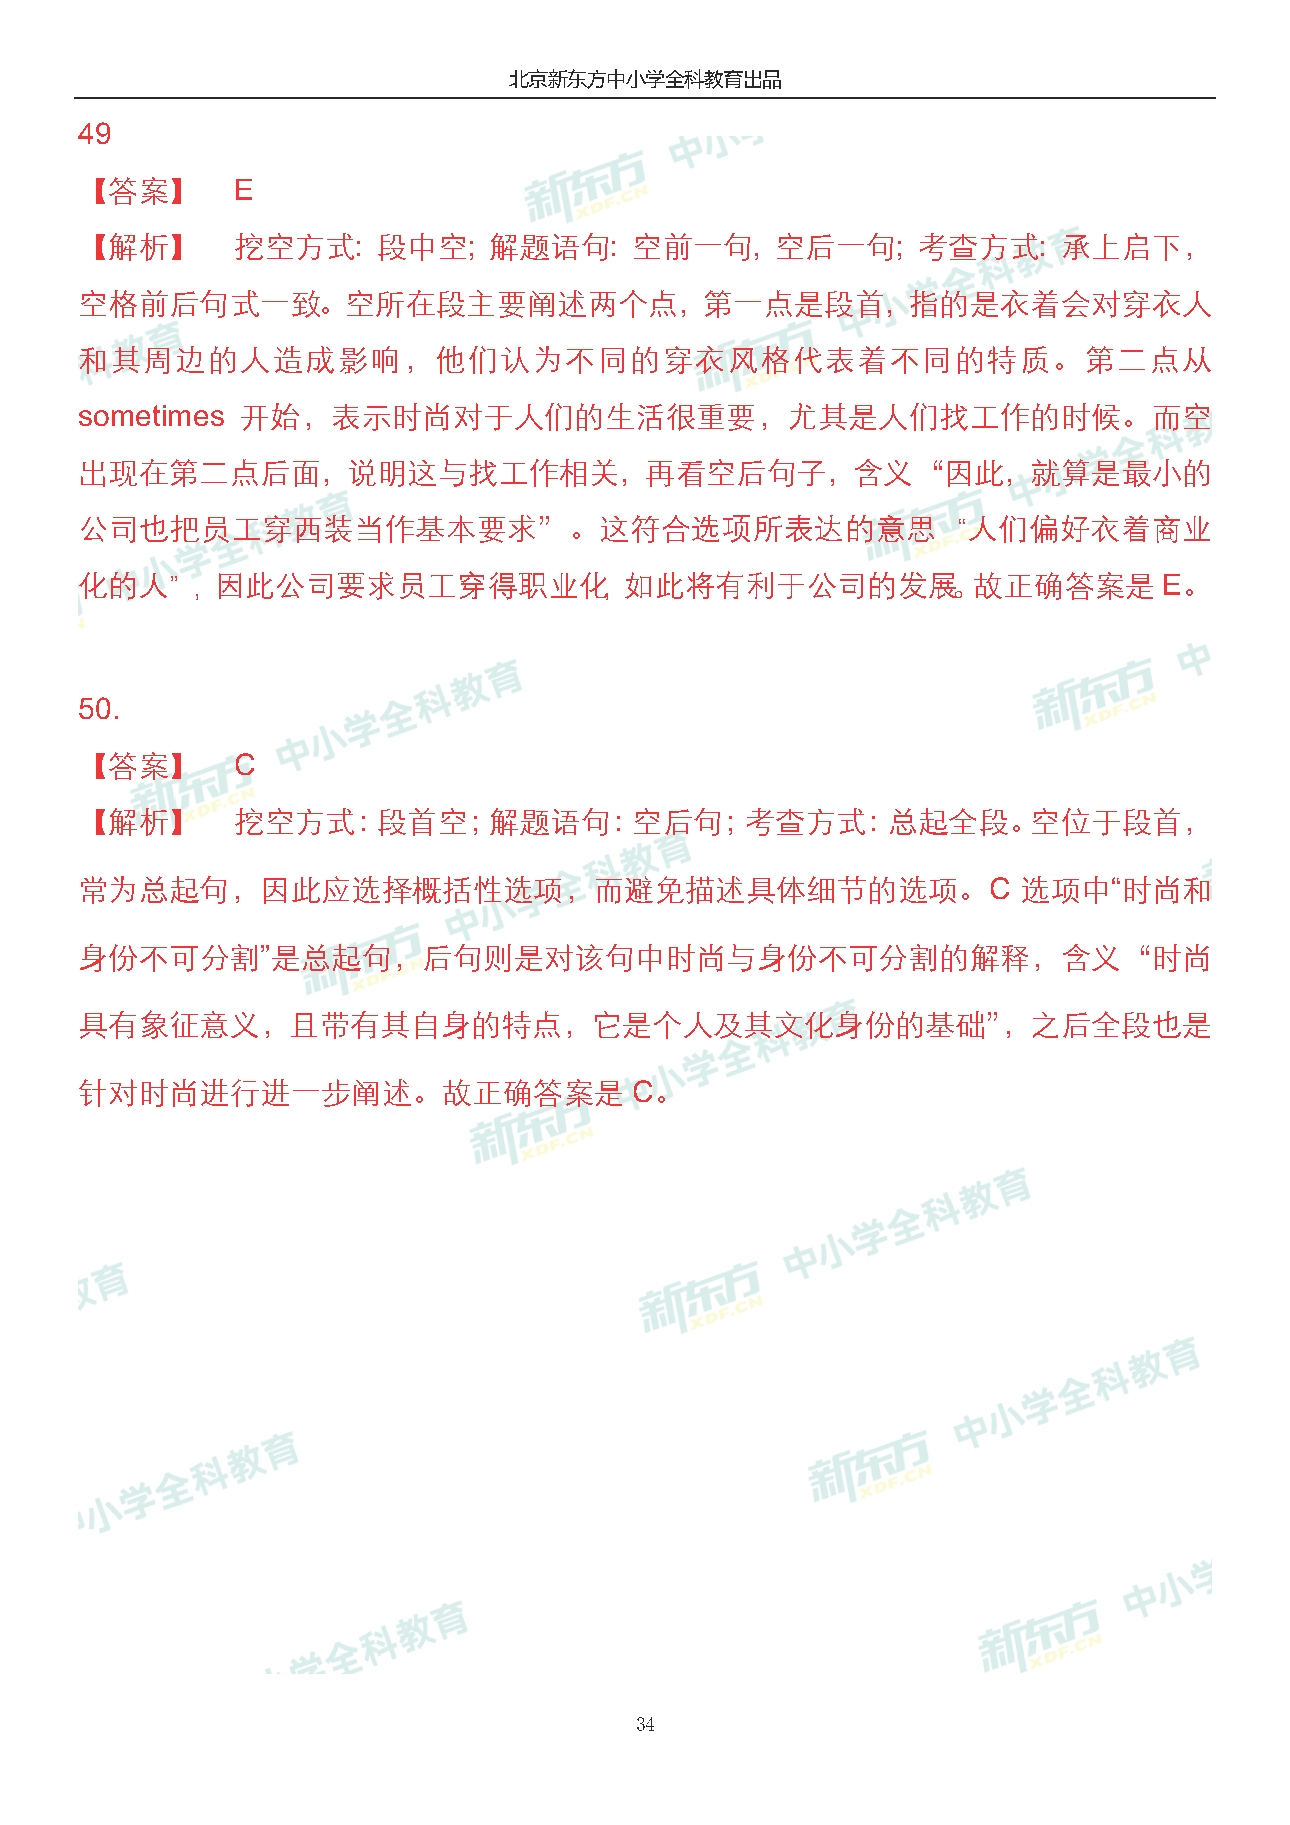 北京新东方中小学全科教育出品
49
【答案】 E
【解析】 挖空方式：段中空；解题语句：空前一句，空后一句；考查方式：承上启下，
空格前后句式一致。空所在段主要阐述两个点，第一点是段首，指的是衣着会对穿衣人
和其周边的人造成影响，他们认为不同的穿衣风格代表着不同的特质。第二点从
sometimes 开始，表示时尚对于人们的生活很重要，尤其是人们找工作的时候。而空
出现在第二点后面，说明这与找工作相关，再看空后句子，含义“因此，就算是最小的
公司也把员工穿西装当作基本要求”。这符合选项所表达的意思“人们偏好衣着商业
化的人”，因此公司要求员工穿得职业化，如此将有利于公司的发展。故正确答案是 E。
50.
【答案】 C
【解析】 挖空方式：段首空；解题语句：空后句；考查方式：总起全段。空位于段首，
常为总起句，因此应选择概括性选项，而避免描述具体细节的选项。C 选项中“时尚和
身份不可分割”是总起句，后句则是对该句中时尚与身份不可分割的解释，含义“时尚
具有象征意义，且带有其自身的特点，它是个人及其文化身份的基础”，之后全段也是
针对时尚进行进一步阐述。故正确答案是 C。
34